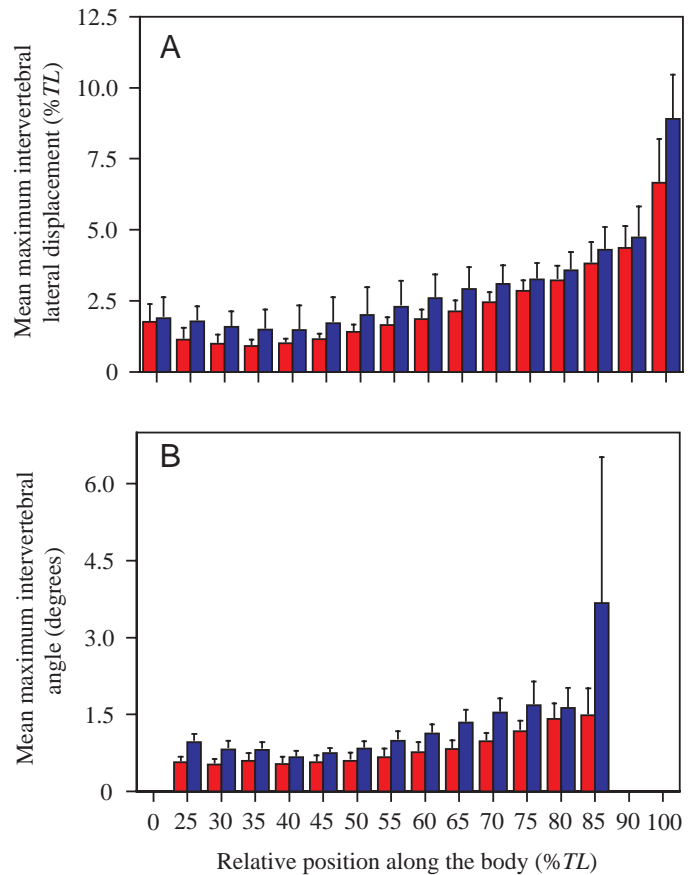 A
Mean maximum intervertebral
lateral displacement (%TL)
12.5
10.0
7.5
5.0
2.5
0
B
Mean maximum intervertebral
angle (degrees)
6.0
4.5
3.0
1.5
0
0 25 30 35 40 45 50 55 60 65 70 75 80 85 90 100
Relative position along the body (%TL)